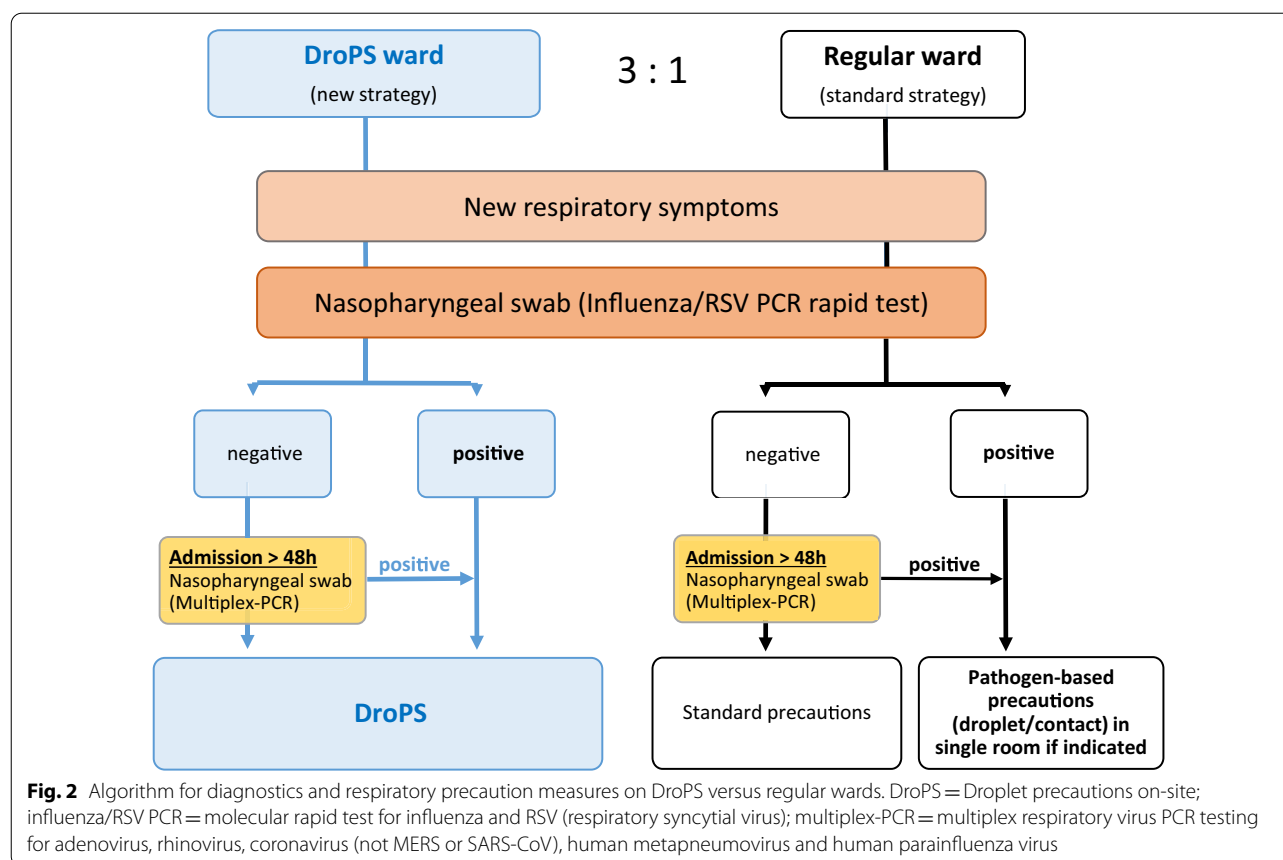 DroPS ward
(new strategy)
3 : 1
Regular ward
(standard strategy)
New respiratory symptoms
Nasopharyngeal swab (Influenza/RSV PCR rapid test)
negative
positive
negative
positive
Admission > 48h
Nasopharyngeal swab
(Multiplex-PCR)
positive
Admission > 48h
Nasopharyngeal swab
(Multiplex-PCR)
positive
DroPS
Standard precautions
Pathogen-based
precautions
(droplet/contact) in
single room if indicated
Fig. 2 Algorithm for diagnostics and respiratory precaution measures on DroPS versus regular wards. DroPS = Droplet precautions on-site;
influenza/RSV PCR = molecular rapid test for influenza and RSV (respiratory syncytial virus); multiplex-PCR = multiplex respiratory virus PCR testing
for adenovirus, rhinovirus, coronavirus (not MERS or SARS-CoV), human metapneumovirus and human parainfluenza virus